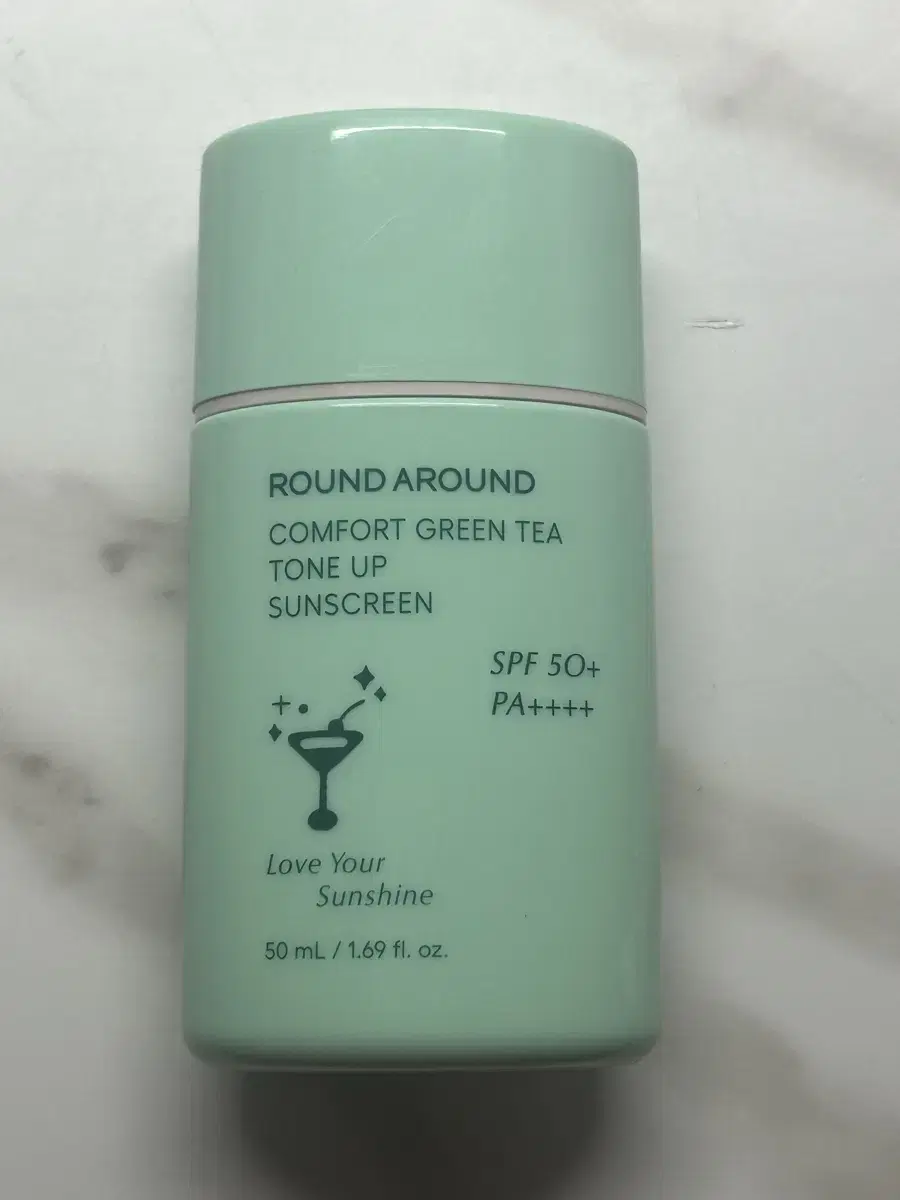 ROUND AROUND
COMFORT GREEN TEA
TONE UP
SUNSCREEN
SPF 50+
PA++++
Love Your
Sunshine
50 mL / 1.69 fl. oz.